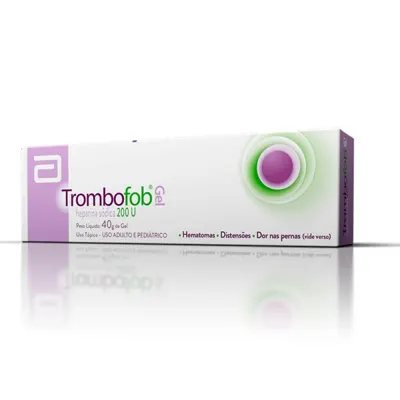 Trombofob® Gel
heparina sódica 200 U
Peso Líquido: 40g de Gel
Uso Tópico - USO ADULTO E PEDIÁTRICO
• Hematomas • Distensões • Dor nas pernas (vide verso)
Trombofob